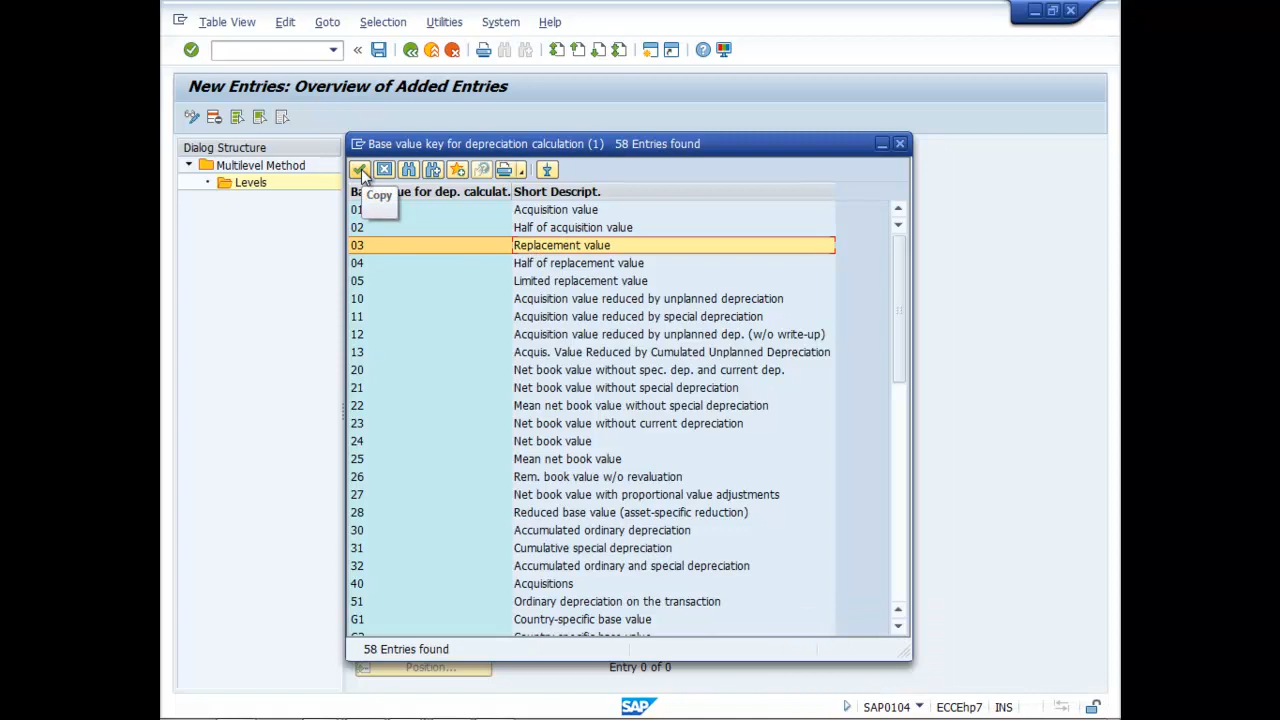 Table View Edit Goto Selection Utilities System Help
New Entries: Overview of Added Entries
Dialog Structure
Multilevel Method
Levels
Base value key for depreciation calculation (1) 58 Entries found
Copy
Ba ue for dep. calculat. Short Descript.
01 Acquisition value
02 Half of acquisition value
03 Replacement value
04 Half of replacement value
05 Limited replacement value
10 Acquisition value reduced by unplanned depreciation
11 Acquisition value reduced by special depreciation
12 Acquisition value reduced by unplanned dep. (w/o write-up)
13 Acquis. Value Reduced by Cumulated Unplanned Depreciation
20 Net book value without spec. dep. and current dep.
21 Net book value without special depreciation
22 Mean net book value without special depreciation
23 Net book value without current depreciation
24 Net book value
25 Mean net book value
26 Rem. book value w/o revaluation
27 Net book value with proportional value adjustments
28 Reduced base value (asset-specific reduction)
30 Accumulated ordinary depreciation
31 Cumulative special depreciation
32 Accumulated ordinary and special depreciation
40 Acquisitions
51 Ordinary depreciation on the transaction
G1 Country-specific base value
58 Entries found
Position... Entry 0 of 0
SAP SAP0104 ECCEhp7 INS